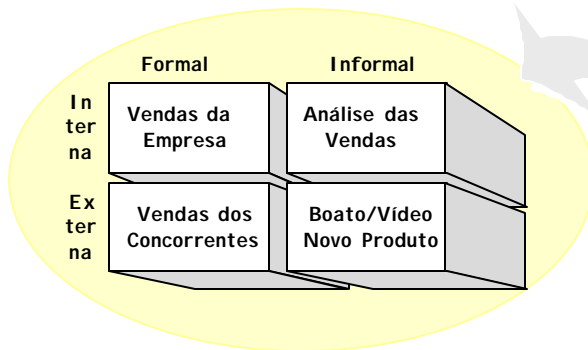 Formal Informal
In
ter
na
Vendas da
Empresa
Análise das
Vendas
Ex
ter
na
Vendas dos
Concorrentes
Boato/Vídeo
Novo Produto